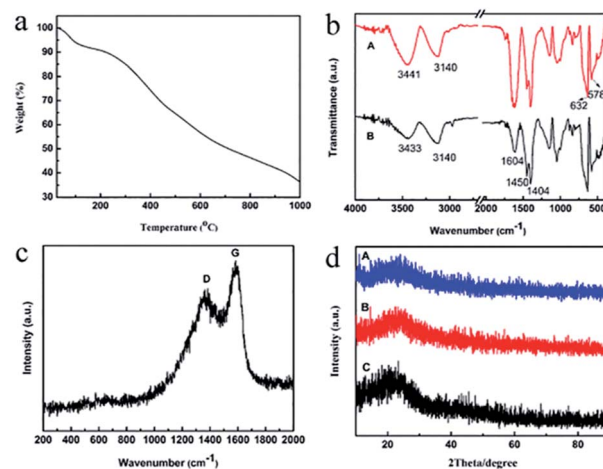 a
100
90
80
70
60
50
40
30
Weight (%)
200 400 600 800 1000
Temperature (°C)
b
A
3441 3140
632 578
B
3433 3140
1604
1450
1404
Transmittance (a.u.)
4000 3500 3000 2000 1500 1000 500
Wavenumber (cm-1)
c
D
G
Intensity (a.u.)
200 400 600 800 1000 1200 1400 1600 1800 2000
Wavenumber (cm-1)
d
A
B
C
Intensity (a.u.)
20 40 60 80
2Theta/degree